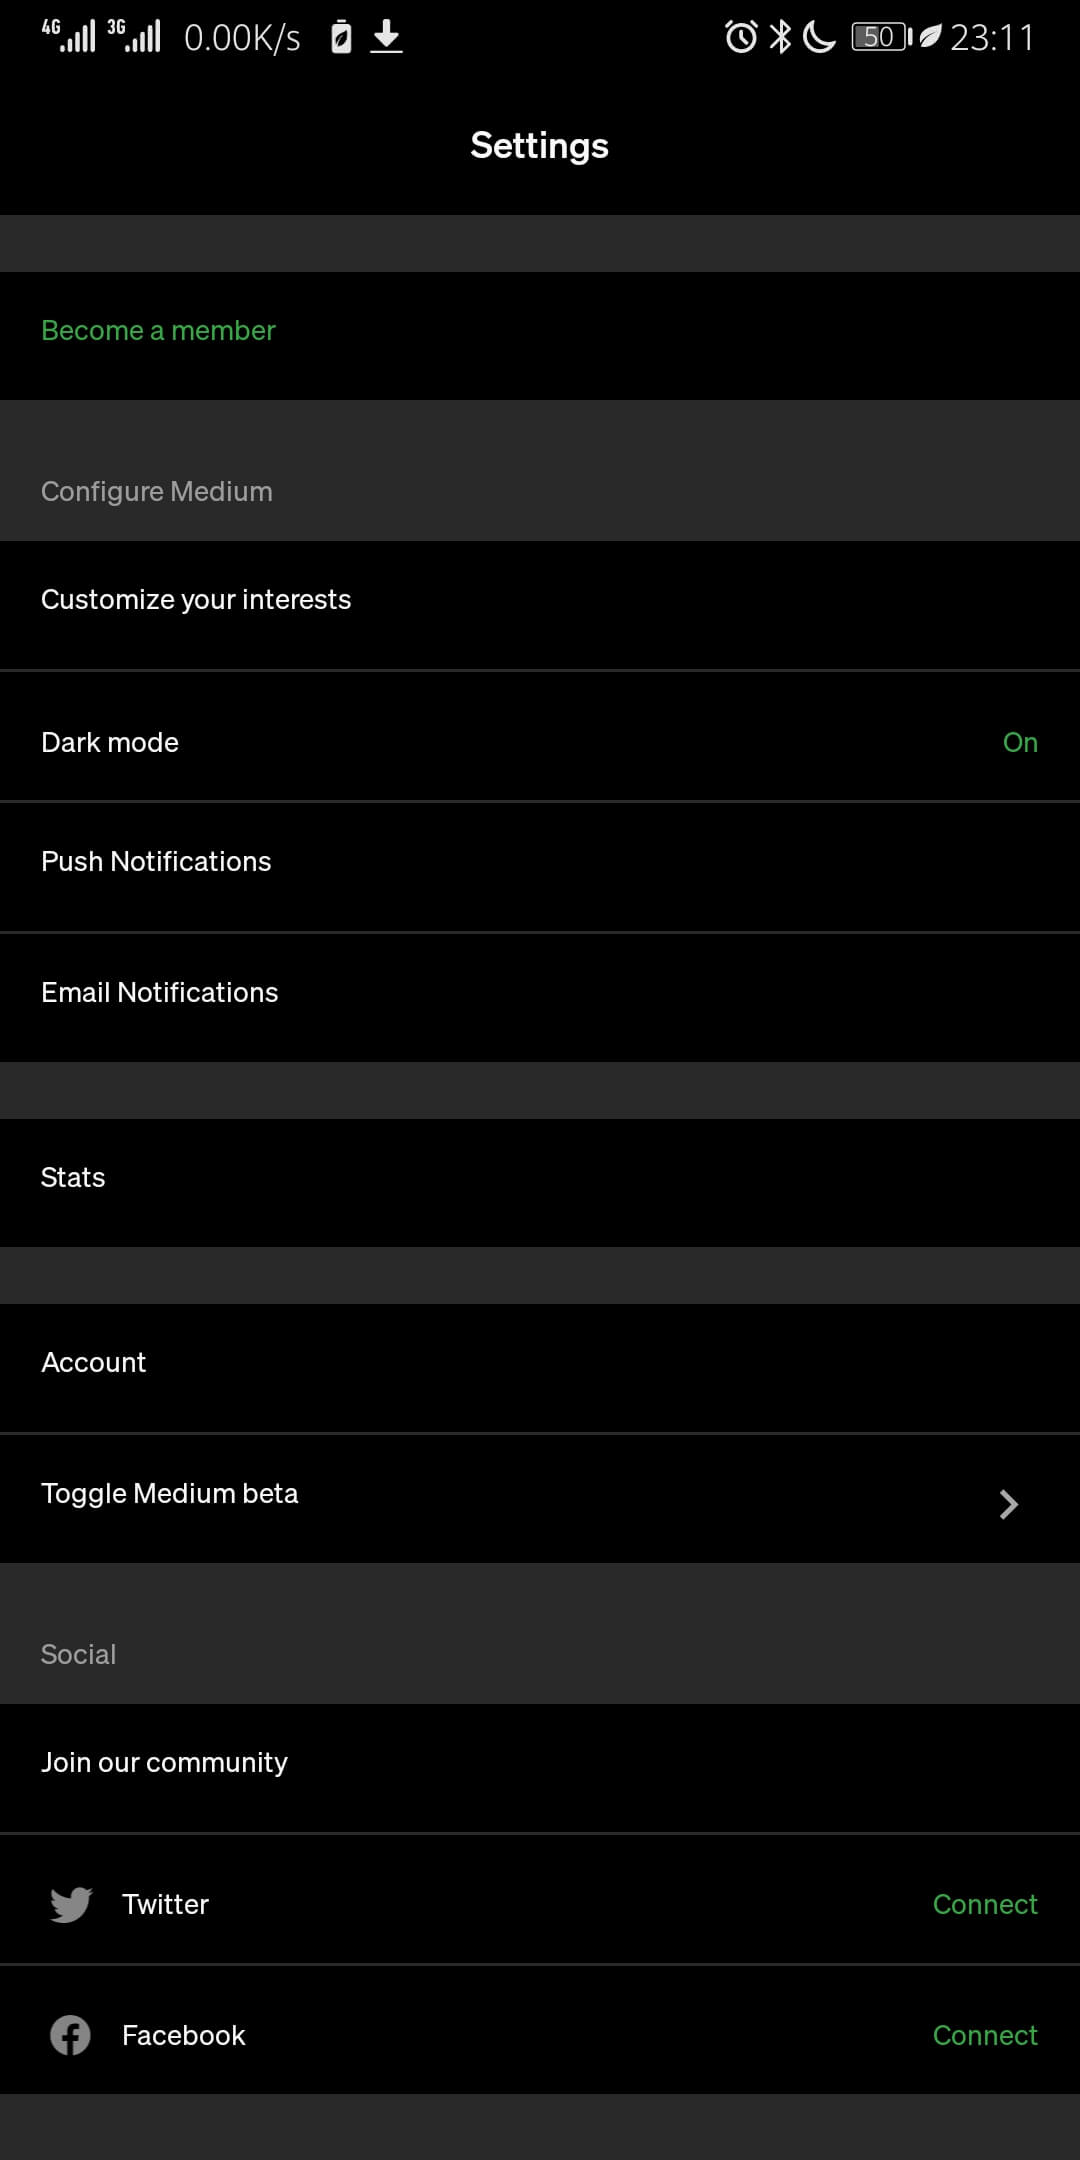 4G 3G 0.00K/s 50 23:11
Settings
Become a member
Configure Medium
Customize your interests
Dark mode On
Push Notifications
Email Notifications
Stats
Account
Toggle Medium beta
Social
Join our community
Twitter Connect
Facebook Connect